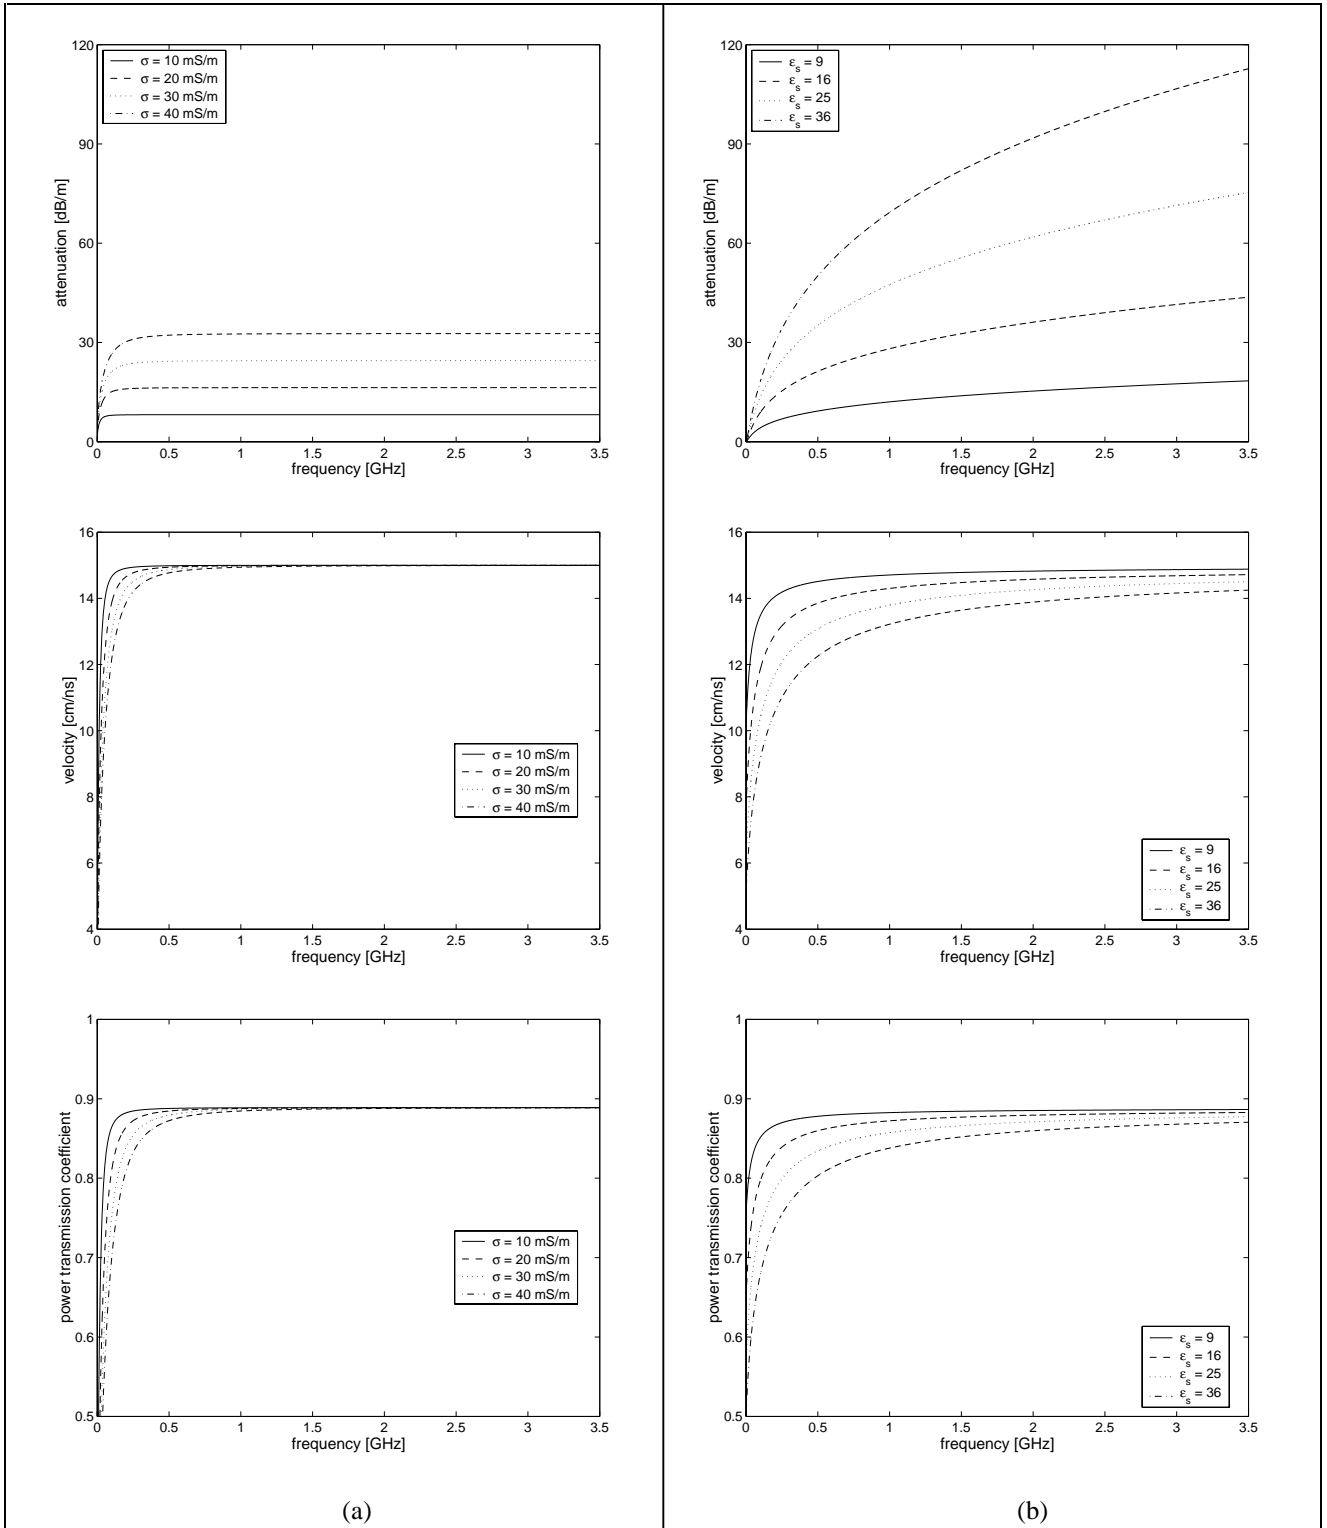 120
90
60
30
0
attenuation [dB/m]
σ = 10 mS/m
σ = 20 mS/m
σ = 30 mS/m
σ = 40 mS/m
0 0.5 1 1.5 2 2.5 3 3.5
frequency [GHz]
120
90
60
30
0
attenuation [dB/m]
εs = 9
εs = 16
εs = 25
εs = 36
0 0.5 1 1.5 2 2.5 3 3.5
frequency [GHz]
16
14
12
10
8
6
4
velocity [cm/ns]
σ = 10 mS/m
σ = 20 mS/m
σ = 30 mS/m
σ = 40 mS/m
0 0.5 1 1.5 2 2.5 3 3.5
frequency [GHz]
16
14
12
10
8
6
4
velocity [cm/ns]
εs = 9
εs = 16
εs = 25
εs = 36
0 0.5 1 1.5 2 2.5 3 3.5
frequency [GHz]
1
0.9
0.8
0.7
0.6
0.5
power transmission coefficient
σ = 10 mS/m
σ = 20 mS/m
σ = 30 mS/m
σ = 40 mS/m
0 0.5 1 1.5 2 2.5 3 3.5
frequency [GHz]
1
0.9
0.8
0.7
0.6
0.5
power transmission coefficient
εs = 9
εs = 16
εs = 25
εs = 36
0 0.5 1 1.5 2 2.5 3 3.5
frequency [GHz]
(a)
(b)